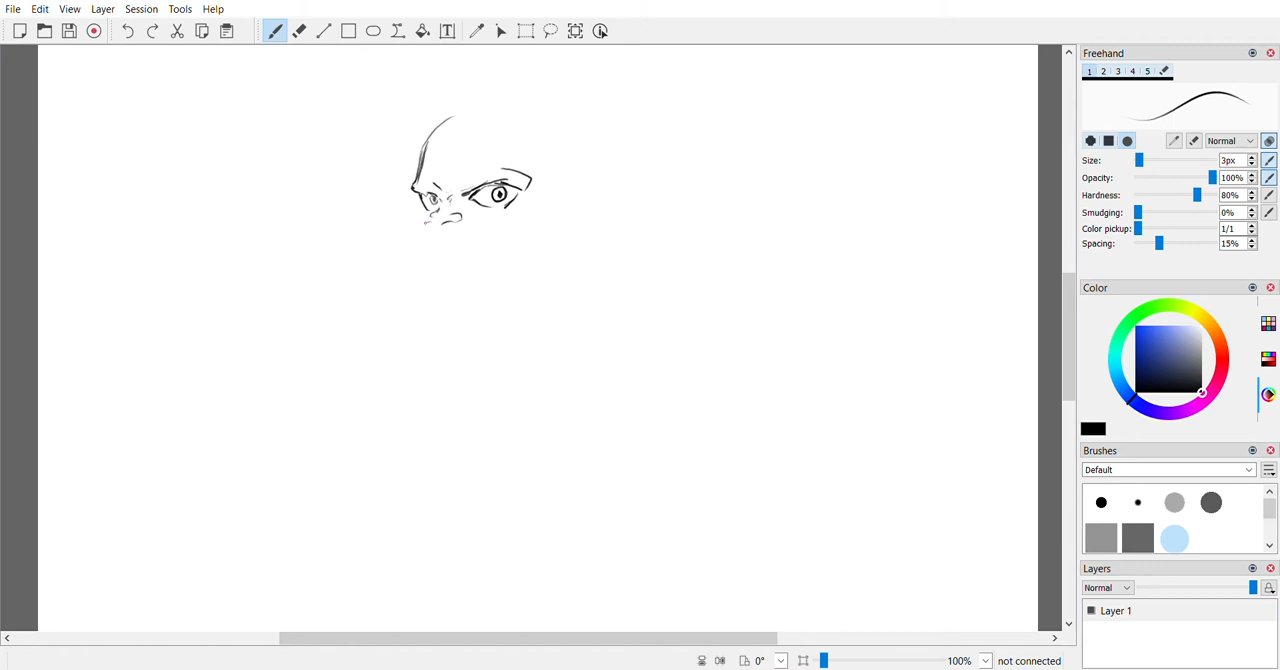 File Edit View Layer Session Tools Help
Freehand
1 2 3 4 5
Normal
Size: 3px
Opacity: 100%
Hardness: 80%
Smudging: 0%
Color pickup: 1/1
Spacing: 15%
Color
Brushes
Default
Layers
Normal
Layer 1
0° 100% not connected